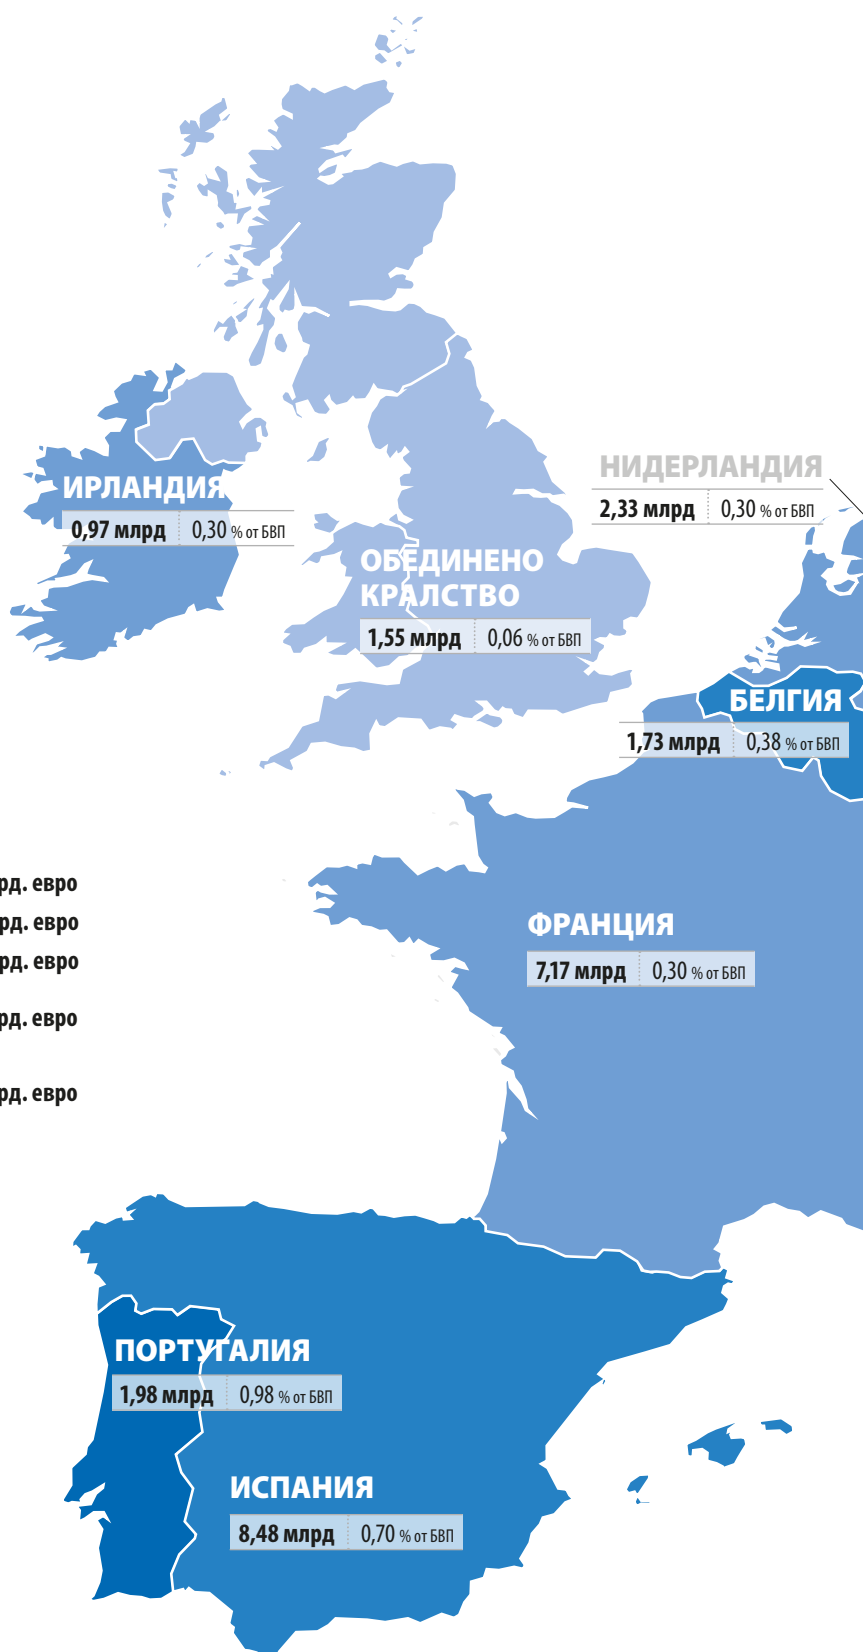 НИДЕРЛАНДИЯ
ИРЛАНДИЯ
2,33 млрд 0,30 % от БВП
0,97 млрд 0,30 % от БВП
ОБЕДИНЕНО
КРАЛСТВО
1,55 млрд 0,06 % от БВП
БЕЛГИЯ
1,73 млрд 0,38 % от БВП
рд. евро
ФРАНЦИЯ
рд. евро
7,17 млрд 0,30 % от БВП
рд. евро
рд. евро
рд. евро
ПОРТУГАЛИЯ
1,98 млрд 0,98 % от БВП
ИСПАНИЯ
8,48 млрд 0,70 % от БВП